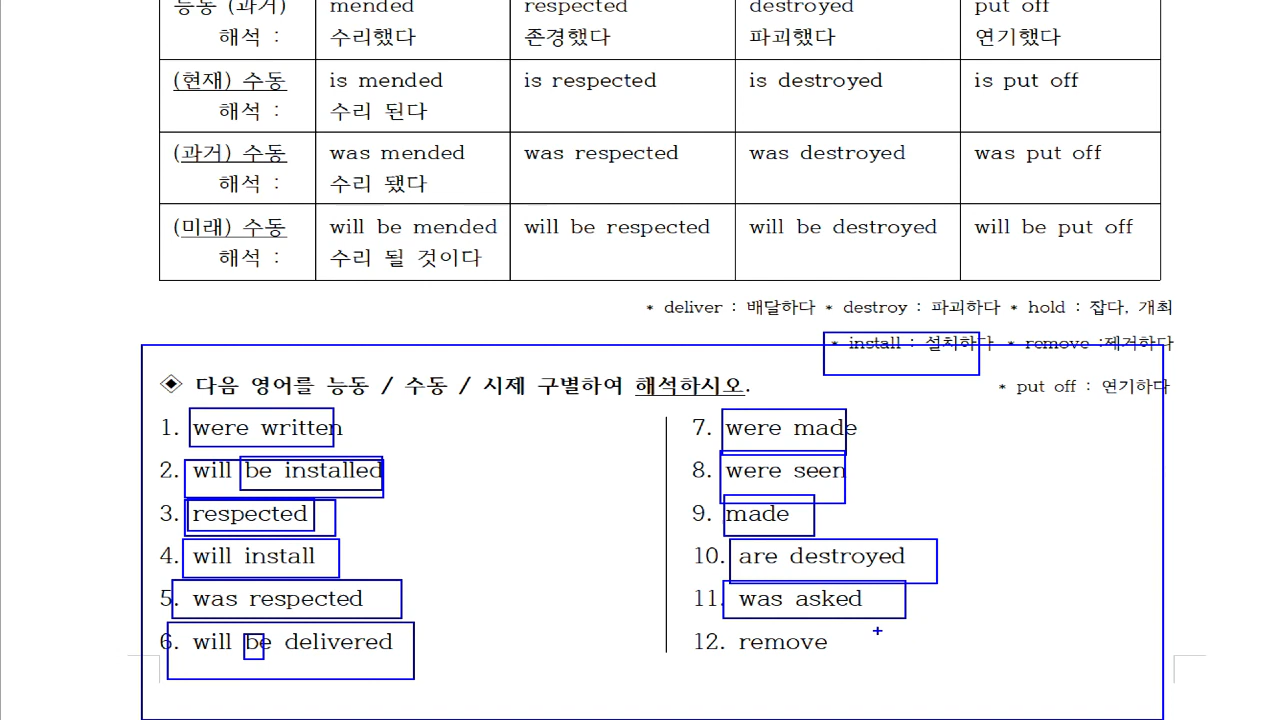 능동 (과거) mended respected destroyed put off
해석 : 수리했다 존경했다 파괴했다 연기했다
(현재) 수동 is mended is respected is destroyed is put off
해석 : 수리 된다
(과거) 수동 was mended was respected was destroyed was put off
해석 : 수리 됐다
(미래) 수동 will be mended will be respected will be destroyed will be put off
해석 : 수리 될 것이다
* deliver : 배달하다 * destroy : 파괴하다 * hold : 잡다, 개최
* install : 설치하다 * remove :제거하다
◈ 다음 영어를 능동 / 수동 / 시제 구별하여 해석하시오.
* put off : 연기하다
1. were written
2. will be installed
3. respected
4. will install
5. was respected
6. will be delivered
7. were made
8. were seen
9. made
10. are destroyed
11. was asked
12. remove